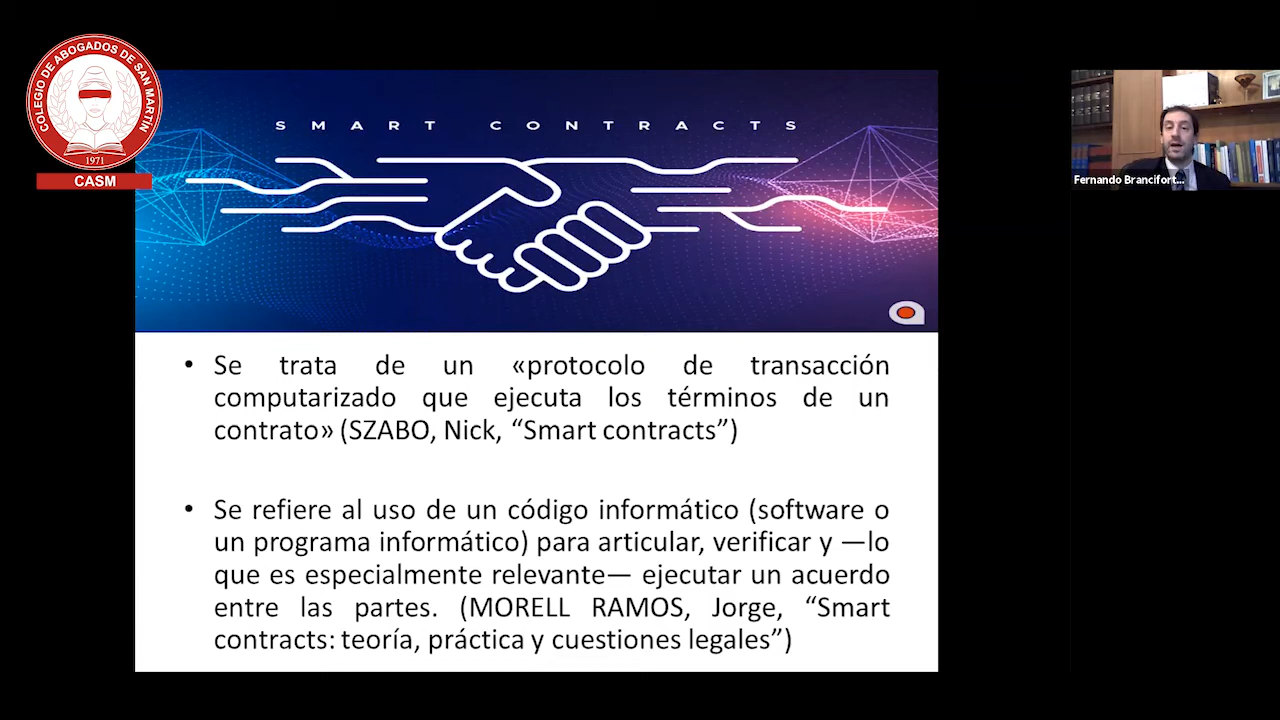 COLEGIO DE ABOGADOS DE SAN MARTÍN
1971
CASM
SMART CONTRACTS
Fernando Brancifort...
• Se trata de un «protocolo de transacción
computarizado que ejecuta los términos de un
contrato» (SZABO, Nick, “Smart contracts”)
• Se refiere al uso de un código informático (software o
un programa informático) para articular, verificar y —lo
que es especialmente relevante— ejecutar un acuerdo
entre las partes. (MORELL RAMOS, Jorge, “Smart
contracts: teoría, práctica y cuestiones legales”)